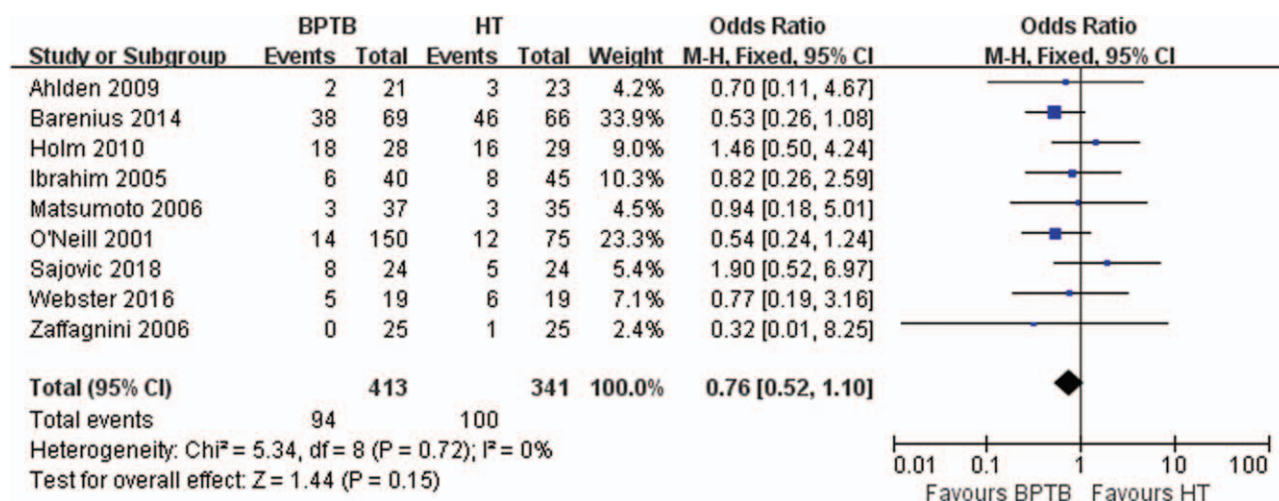 BPTB HT Odds Ratio Odds Ratio
Study or Subgroup Events Total Events Total Weight M-H, Fixed, 95% CI M-H, Fixed, 95% CI
Ahlden 2009 2 21 3 23 4.2% 0.70 [0.11, 4.67]
Barenius 2014 38 69 46 66 33.9% 0.53 [0.26, 1.08]
Holm 2010 18 28 16 29 9.0% 1.46 [0.50, 4.24]
Ibrahim 2005 6 40 8 45 10.3% 0.82 [0.26, 2.59]
Matsumoto 2006 3 37 3 35 4.5% 0.94 [0.18, 5.01]
O'Neill 2001 14 150 12 75 23.3% 0.54 [0.24, 1.24]
Sajovic 2018 8 24 5 24 5.4% 1.90 [0.52, 6.97]
Webster 2016 5 19 6 19 7.1% 0.77 [0.19, 3.16]
Zaffagnini 2006 0 25 1 25 2.4% 0.32 [0.01, 8.25]
Total (95% CI) 413 341 100.0% 0.76 [0.52, 1.10]
Total events 94 100
Heterogeneity: Chi² = 5.34, df = 8 (P = 0.72); I² = 0%
Test for overall effect: Z = 1.44 (P = 0.15)
0.01 0.1 1 10 100
Favours BPTB Favours HT